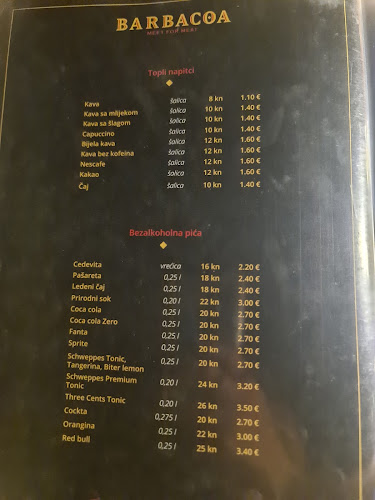 BARBACOA
Topli napitci
Kava šalica 8 kn 1.10 €
Kava sa mlijekom šalica 10 kn 1.40 €
Kava sa šlagom šalica 10 kn 1.40 €
Capuccino šalica 10 kn 1.40 €
Bijela kava šalica 12 kn 1.60 €
Kava bez kofeina šalica 12 kn 1.60 €
Nescafe šalica 12 kn 1.60 €
Kakao šalica 12 kn 1.60 €
Čaj šalica 10 kn 1.40 €
Bezalkoholna pića
Cedevita vrećica 16 kn 2.20 €
Pašareta 0,25 l 18 kn 2.40 €
Ledeni čaj 0,25 l 18 kn 2.40 €
Prirodni sok 0,20 l 22 kn 3.00 €
Coca cola 0,25 l 20 kn 2.70 €
Coca cola Zero 0,25 l 20 kn 2.70 €
Fanta 0,25 l 20 kn 2.70 €
Sprite 0,25 l 20 kn 2.70 €
Schweppes Tonic,
Tangerina, Biter lemon 0,25 l 20 kn 2.70 €
Schweppes Premium
Tonic 0,20 l 24 kn 3.20 €
Three Cents Tonic 0,20 l 26 kn 3.50 €
Cockta 0,275 l 20 kn 2.70 €
Orangina 0,25 l 22 kn 3.00 €
Red bull 0,25 l 25 kn 3.40 €